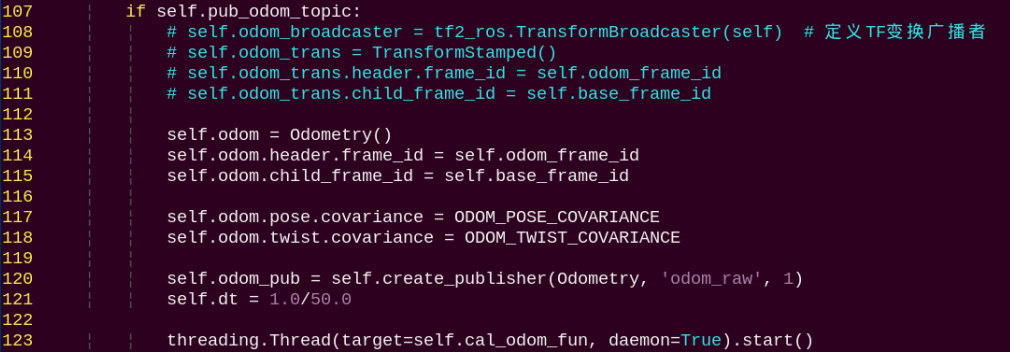 107 if self.pub_odom_topic:
108 # self.odom_broadcaster = tf2_ros.TransformBroadcaster(self)  # 定义TF变换广播者
109 # self.odom_trans = TransformStamped()
110 # self.odom_trans.header.frame_id = self.odom_frame_id
111 # self.odom_trans.child_frame_id = self.base_frame_id
112
113 self.odom = Odometry()
114 self.odom.header.frame_id = self.odom_frame_id
115 self.odom.child_frame_id = self.base_frame_id
116
117 self.odom.pose.covariance = ODOM_POSE_COVARIANCE
118 self.odom.twist.covariance = ODOM_TWIST_COVARIANCE
119
120 self.odom_pub = self.create_publisher(Odometry, 'odom_raw', 1)
121 self.dt = 1.0/50.0
122
123 threading.Thread(target=self.cal_odom_fun, daemon=True).start()